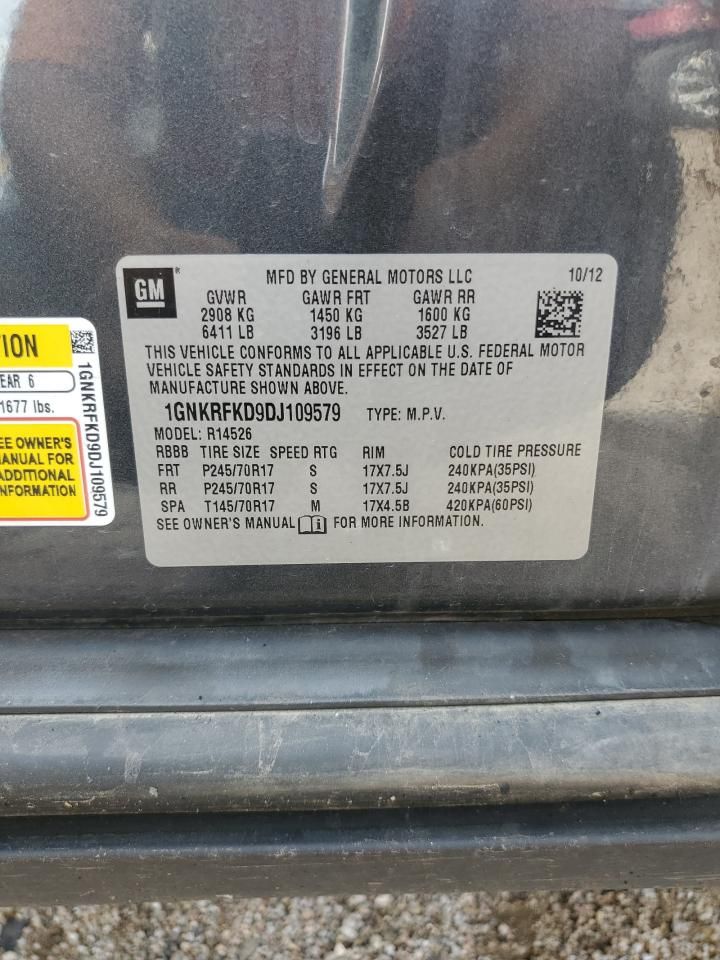 GM
MFD BY GENERAL MOTORS LLC 10/12
GVWR GAWR FRT GAWR RR
2908 KG 1450 KG 1600 KG
6411 LB 3196 LB 3527 LB
THIS VEHICLE CONFORMS TO ALL APPLICABLE U.S. FEDERAL MOTOR
VEHICLE SAFETY STANDARDS IN EFFECT ON THE DATE OF
MANUFACTURE SHOWN ABOVE.
1GNKRFKD9DJ109579 TYPE: M.P.V.
MODEL: R14526
RBBB TIRE SIZE SPEED RTG RIM COLD TIRE PRESSURE
FRT P245/70R17 S 17X7.5J 240KPA(35PSI)
RR P245/70R17 S 17X7.5J 240KPA(35PSI)
SPA T145/70R17 M 17X4.5B 420KPA(60PSI)
SEE OWNER'S MANUAL FOR MORE INFORMATION.
TION
EAR 6
1677 lbs.
EE OWNER'S
ANUAL FOR
ADDITIONAL
NFORMATION
1GNKRFKD9DJ109579